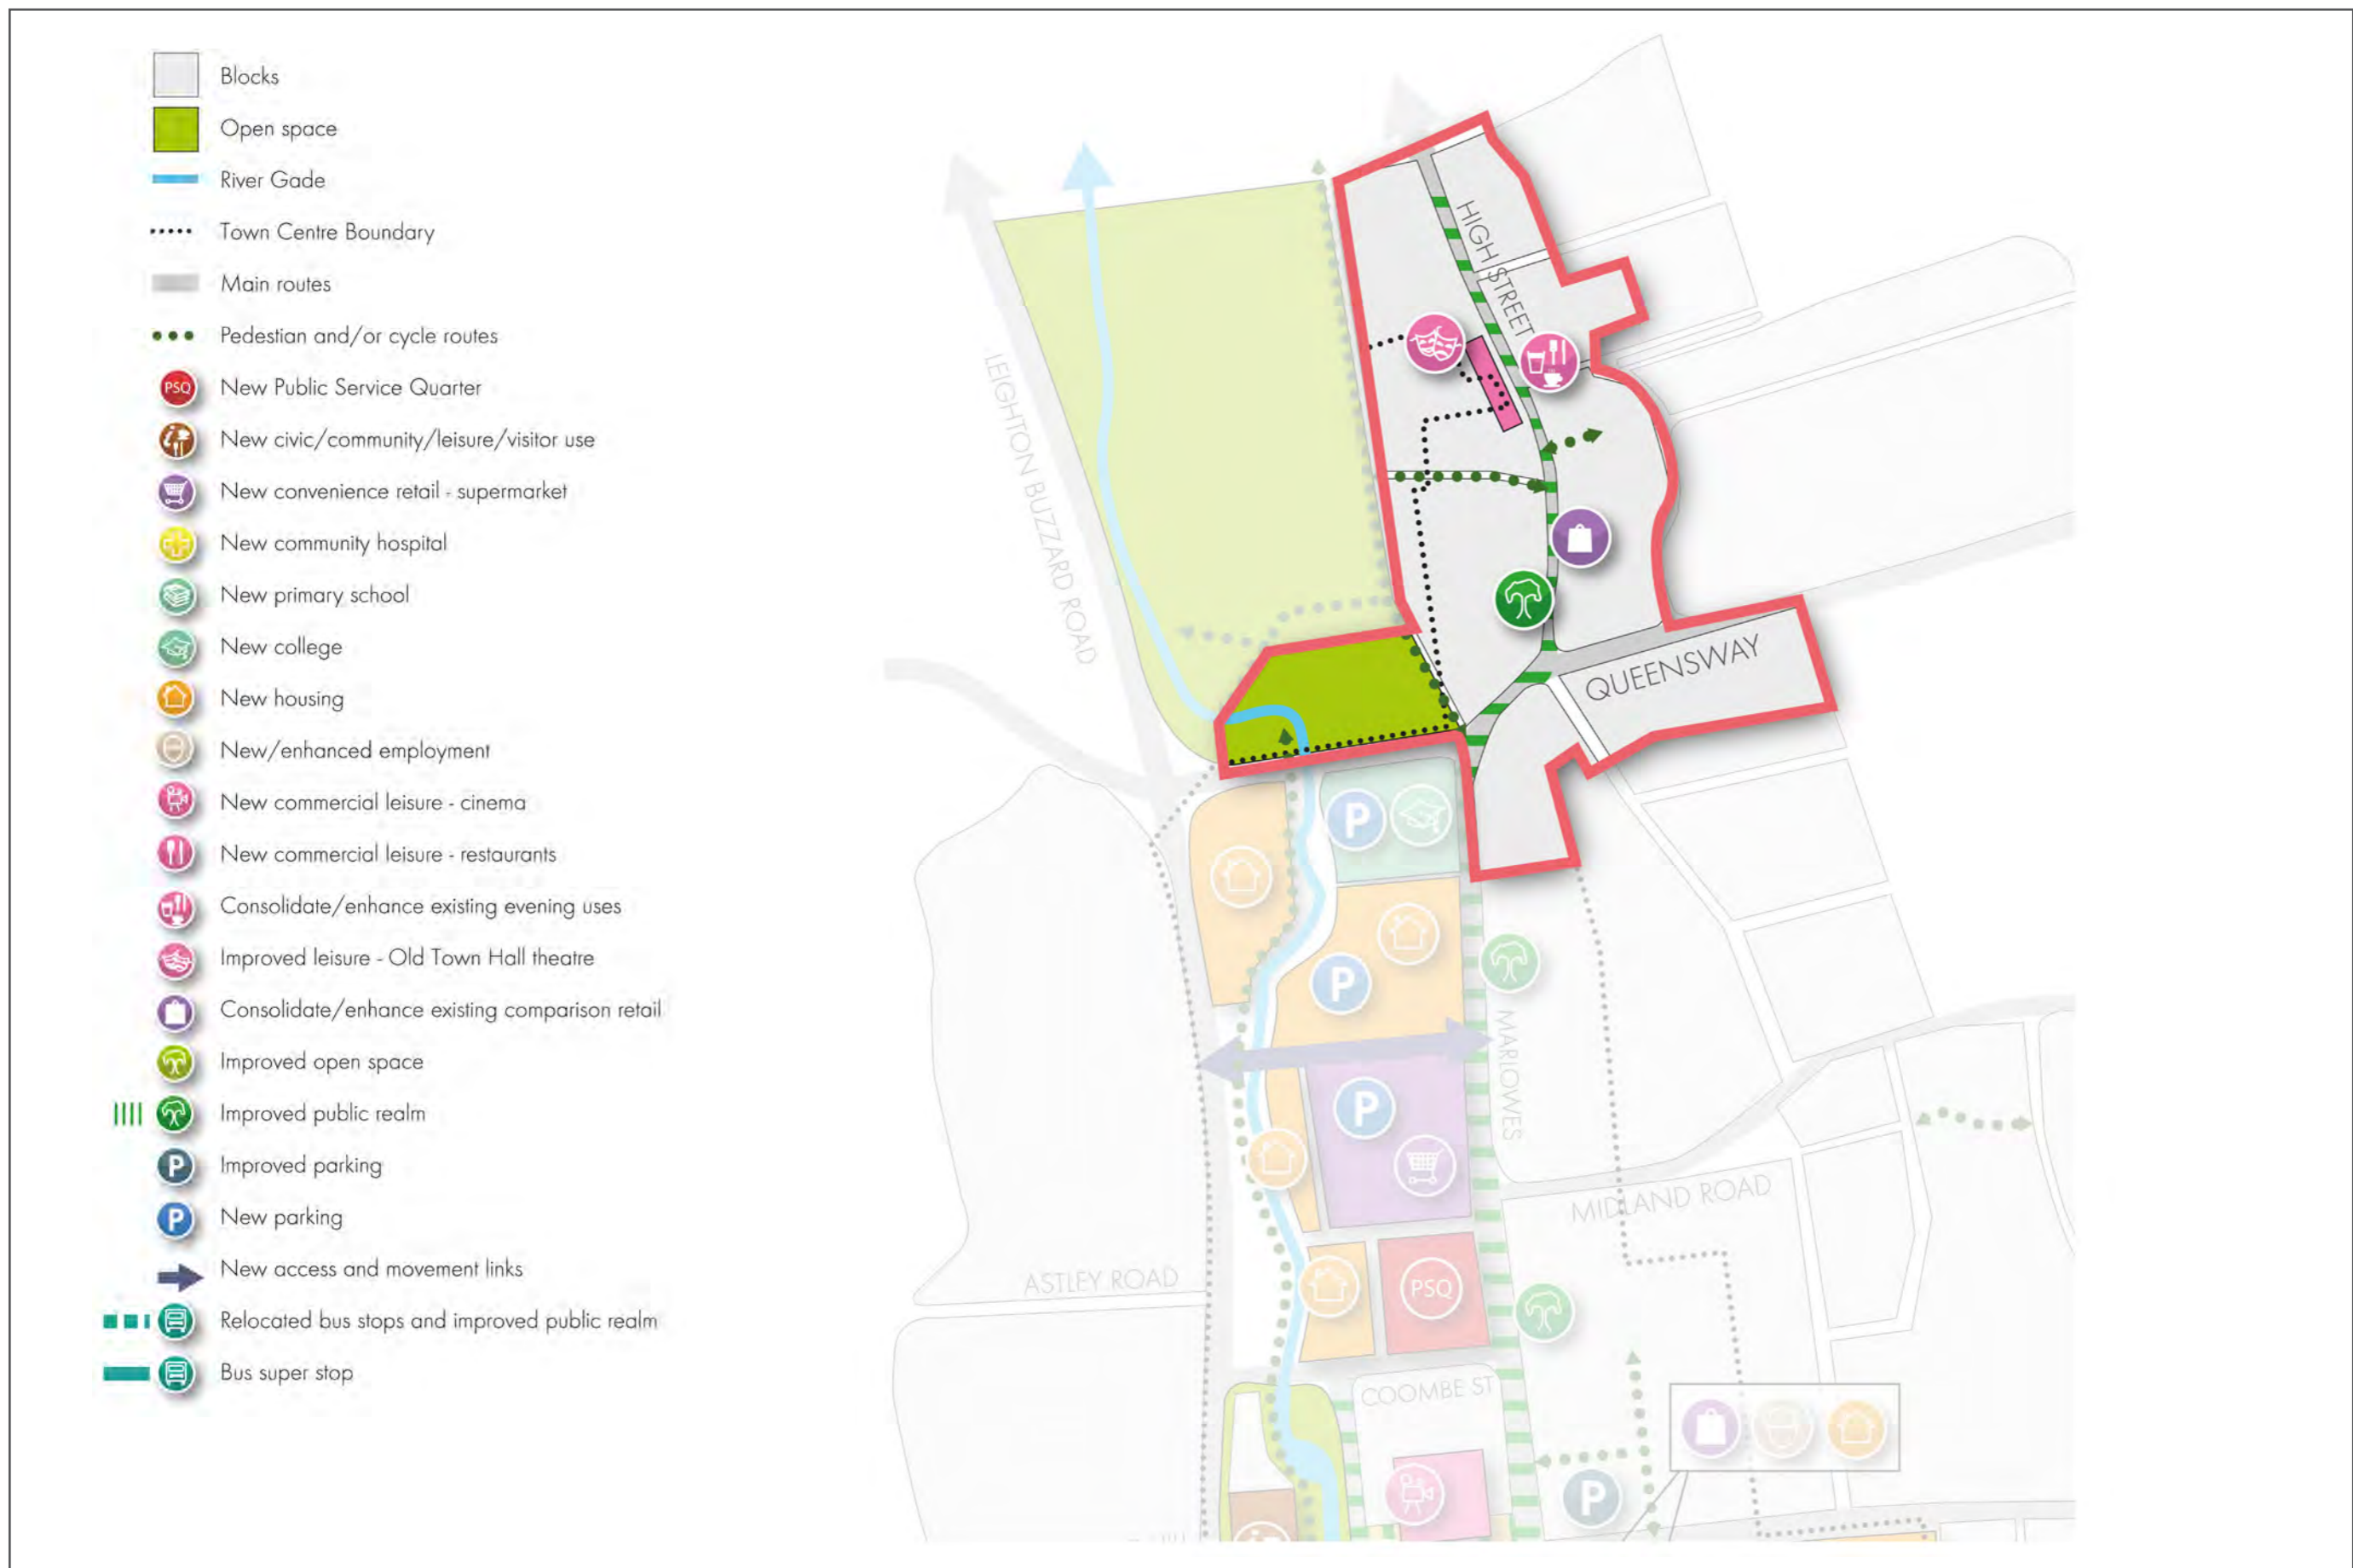 Blocks
Open space
River Gade
Town Centre Boundary
Main routes
Pedestian and/or cycle routes
PSQ
New Public Service Quarter
New civic/community/leisure/visitor use
New convenience retail - supermarket
New community hospital
New primary school
New college
New housing
New/enhanced employment
New commercial leisure - cinema
New commercial leisure - restaurants
Consolidate/enhance existing evening uses
Improved leisure - Old Town Hall theatre
Consolidate/enhance existing comparison retail
Improved open space
Improved public realm
P
Improved parking
P
New parking
New access and movement links
Relocated bus stops and improved public realm
Bus super stop
HIGH STREET
LEIGHTON BUZZARD ROAD
QUEENSWAY
P
P
MARLOWES
P
MIDLAND ROAD
ASTLEY ROAD
PSQ
COOMBE ST
P